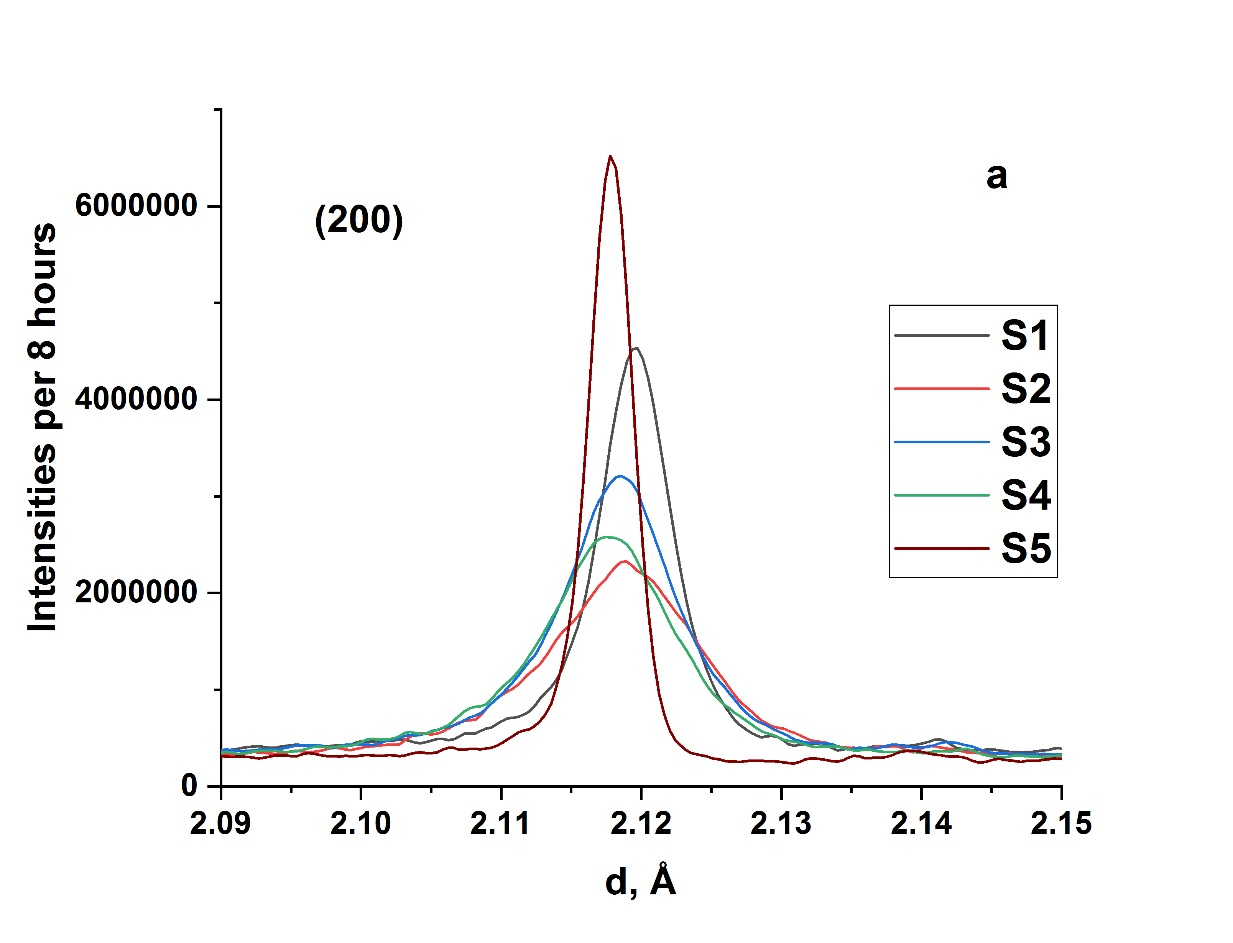 a
(200)
6000000
4000000
2000000
0
Intensities per 8 hours
S1
S2
S3
S4
S5
2.09 2.10 2.11 2.12 2.13 2.14 2.15
d, Å